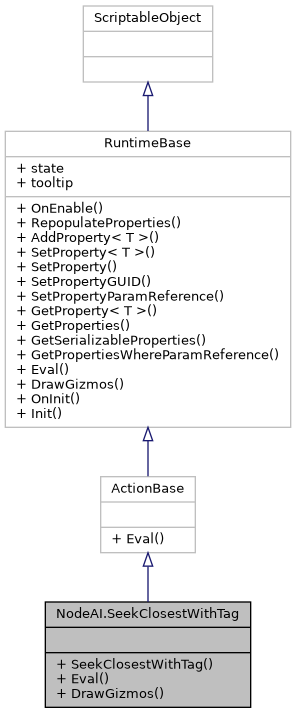 ScriptableObject
RuntimeBase
+ state
+ tooltip
+ OnEnable()
+ RepopulateProperties()
+ AddProperty< T >()
+ SetProperty< T >()
+ SetProperty()
+ SetPropertyGUID()
+ SetPropertyParamReference()
+ GetProperty< T >()
+ GetProperties()
+ GetSerializableProperties()
+ GetPropertiesWhereParamReference()
+ Eval()
+ DrawGizmos()
+ OnInit()
+ Init()
ActionBase
+ Eval()
NodeAI.SeekClosestWithTag
+ SeekClosestWithTag()
+ Eval()
+ DrawGizmos()